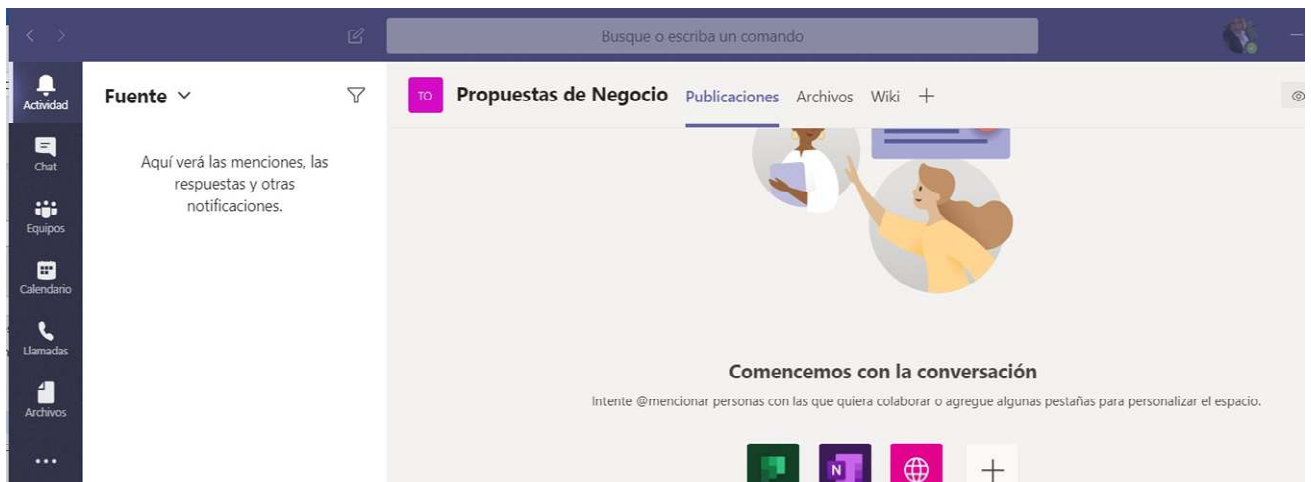 Busque o escriba un comando
Actividad
Chat
Equipos
Calendario
Llamadas
Archivos
Fuente
Aquí verá las menciones, las
respuestas y otras
notificaciones.
TO
Propuestas de Negocio Publicaciones Archivos Wiki +
Comencemos con la conversación
Intente @mencionar personas con las que quiera colaborar o agregue algunas pestañas para personalizar el espacio.
N